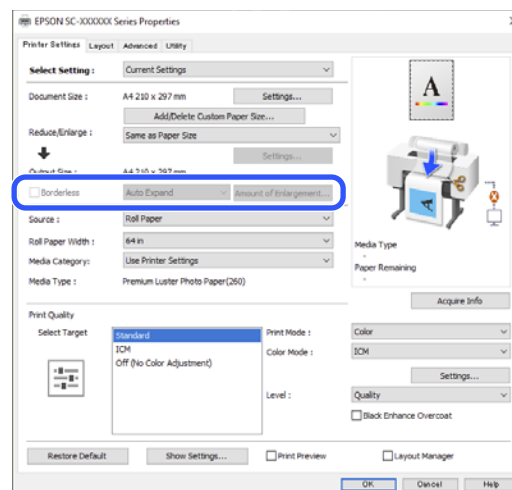 EPSON SC-XXXXXX Series Properties
Printer Settings Layout Advanced Utility
Select Setting : Current Settings
Document Size : A4 210 x 297 mm Settings...
Add/Delete Custom Paper Size...
Reduce/Enlarge : Same as Paper Size
Settings...
Output Size : A4 210 x 297 mm
Borderless Auto Expand Amount of Enlargement...
Source : Roll Paper
Roll Paper Width : 64 in
Media Category: Use Printer Settings
Media Type : Premium Luster Photo Paper(260)
A
Media Type
-
Paper Remaining
-
Acquire Info
Print Quality
Select Target
Standard
ICM
Off (No Color Adjustment)
Print Mode : Color
Color Mode : ICM
Settings...
Level : Quality
Black Enhance Overcoat
Restore Default Show Settings... Print Preview Layout Manager
OK Cancel Help